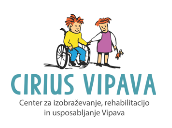 CIRIUS VIPAVA
Center za izobraževanje, rehabilitacijo
in usposabljanje Vipava